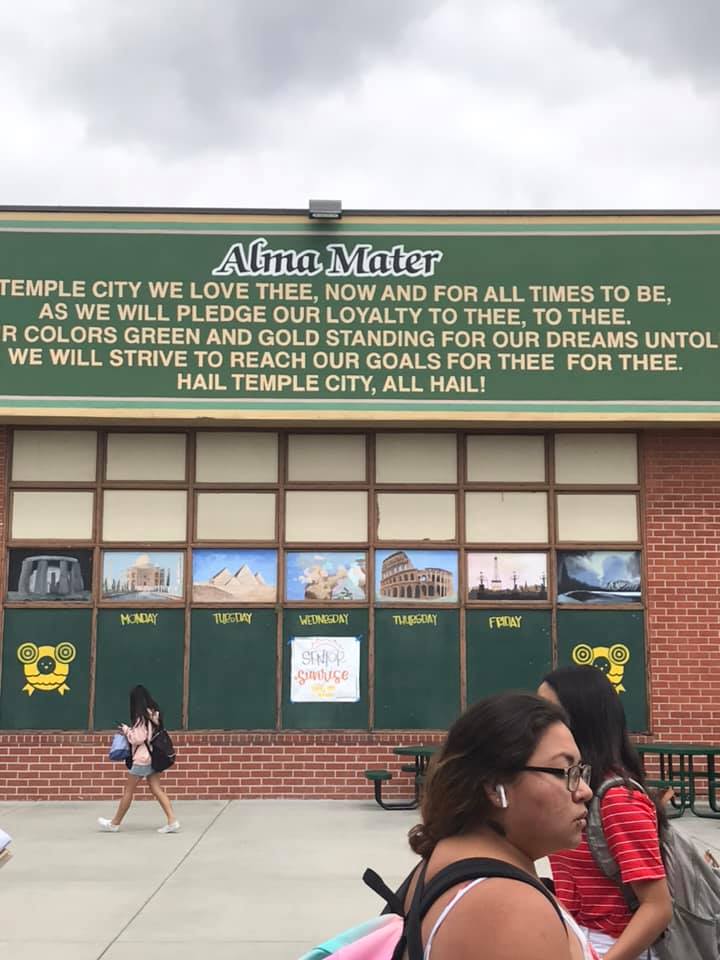 Alma Mater
TEMPLE CITY WE LOVE THEE, NOW AND FOR ALL TIMES TO BE,
AS WE WILL PLEDGE OUR LOYALTY TO THEE, TO THEE.
R COLORS GREEN AND GOLD STANDING FOR OUR DREAMS UNTOL
WE WILL STRIVE TO REACH OUR GOALS FOR THEE FOR THEE.
HAIL TEMPLE CITY, ALL HAIL!
MONDAY TUESDAY WEDNESDAY THURSDAY FRIDAY
SENIOR
Sunrise